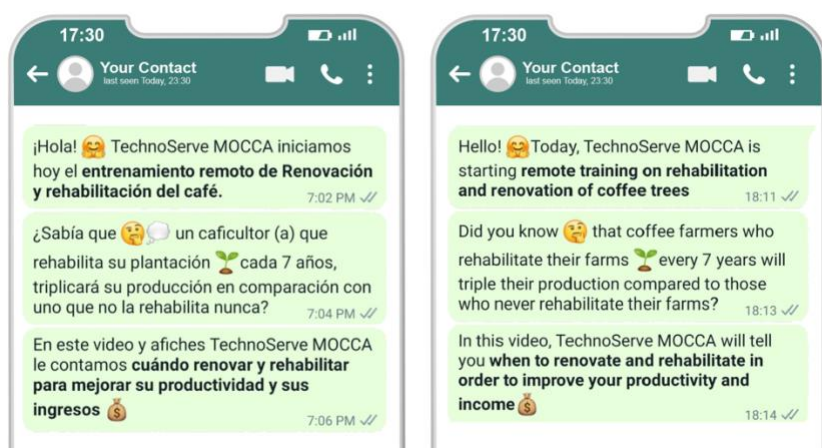 17:30
Your Contact
last seen Today, 23:30
¡Hola! 🤗 TechnoServe MOCCA iniciamos
hoy el entrenamiento remoto de Renovación
y rehabilitación del café.
7:02 PM
¿Sabía que 🤔💭 un caficultor (a) que
rehabilita su plantación 🌱 cada 7 años,
triplicará su producción en comparación con
uno que no la rehabilita nunca?
7:04 PM
En este video y afiches TechnoServe MOCCA
le contamos cuándo renovar y rehabilitar
para mejorar su productividad y sus
ingresos 💰
7:06 PM
17:30
Your Contact
last seen Today, 23:30
Hello! 🤗Today, TechnoServe MOCCA is
starting remote training on rehabilitation
and renovation of coffee trees
18:11
Did you know 🤔 that coffee farmers who
rehabilitate their farms 🌱every 7 years will
triple their production compared to those
who never rehabilitate their farms?
18:13
In this video, TechnoServe MOCCA will tell
you when to renovate and rehabilitate in
order to improve your productivity and
income💰
18:14